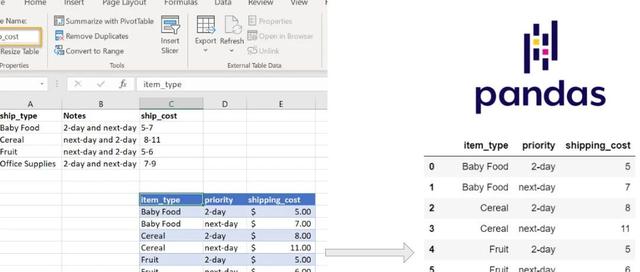 Insert Page Layout Formulas Data Review View
e Name: Summarize with PivotTable Properties
p_cost Remove Duplicates Insert Export Refresh Open in Browser
Resize Table Convert to Range Slicer Unlink
Properties Tools External Table Data
fx item_type
A B C D E
ship_type Notes ship_cost
Baby Food 2-day and next-day 5-7
Cereal next-day and 2-day 8-11
Fruit next-day and 2-day 5-6
Office Supplies 2-day and next-day 7-9
item_type priority shipping_cost
Baby Food 2-day $ 5.00
Baby Food next-day $ 7.00
Cereal 2-day $ 8.00
Cereal next-day $ 11.00
Fruit 2-day $ 5.00
Fruit next-day $ 6.00
pandas
item_type priority shipping_cost
0 Baby Food 2-day 5
1 Baby Food next-day 7
2 Cereal 2-day 8
3 Cereal next-day 11
4 Fruit 2-day 5
5 Fruit next-day 6